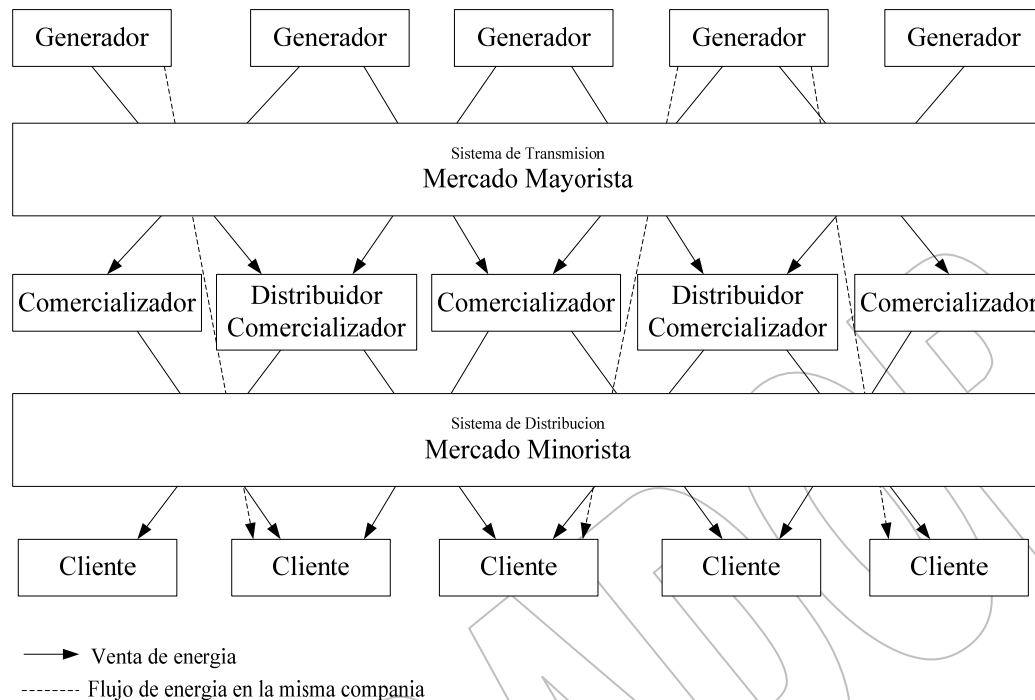 Generador
Generador
Generador
Generador
Generador
Sistema de Transmision
Mercado Mayorista
Comercializador
Distribuidor
Comercializador
Comercializador
Distribuidor
Comercializador
Comercializador
Sistema de Distribucion
Mercado Minorista
Cliente
Cliente
Cliente
Cliente
Cliente
Venta de energia
Flujo de energia en la misma compania